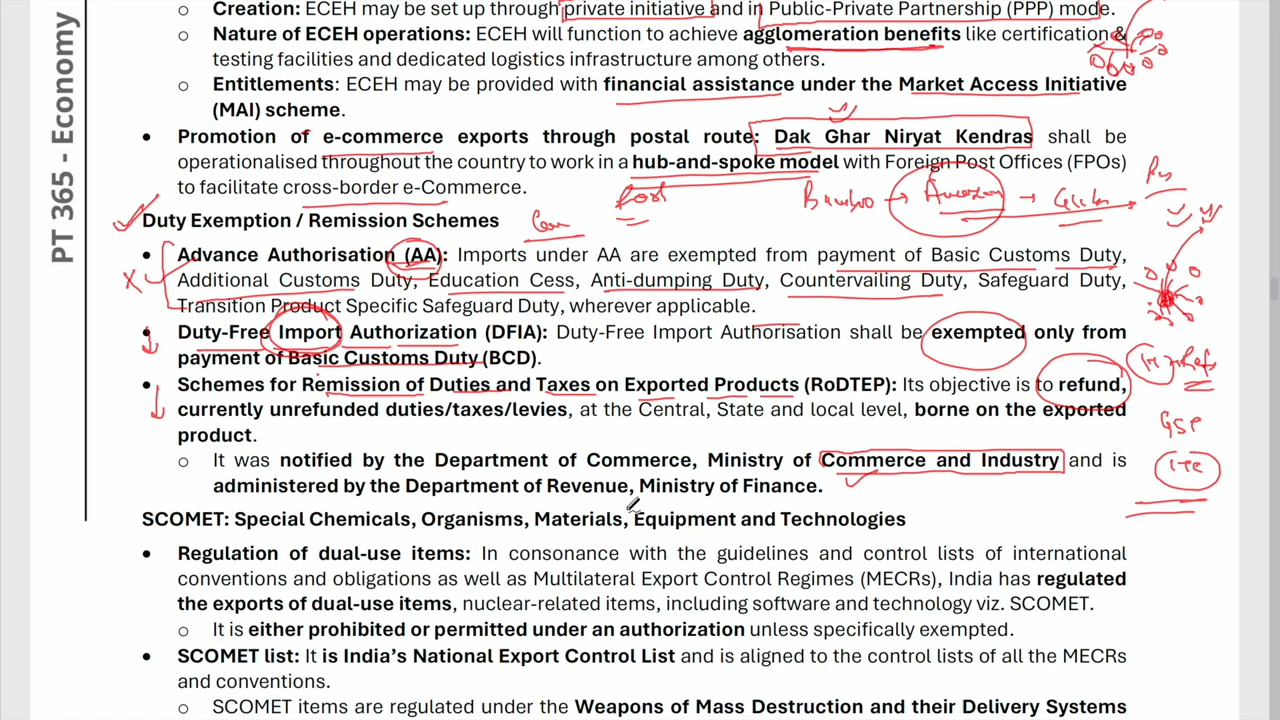 PT 365 - Economy
Creation: ECEH may be set up through private initiative and in Public-Private Partnership (PPP) mode.
Nature of ECEH operations: ECEH will function to achieve agglomeration benefits like certification &
testing facilities and dedicated logistics infrastructure among others.
Entitlements: ECEH may be provided with financial assistance under the Market Access Initiative
(MAI) scheme.
Promotion of e-commerce exports through postal route: Dak Ghar Niryat Kendras shall be
operationalised throughout the country to work in a hub-and-spoke model with Foreign Post Offices (FPOs)
to facilitate cross-border e-Commerce.
Post
Duty Exemption / Remission Schemes
Advance Authorisation (AA): Imports under AA are exempted from payment of Basic Customs Duty,
Additional Customs Duty, Education Cess, Anti-dumping Duty, Countervailing Duty, Safeguard Duty,
Transition Product Specific Safeguard Duty, wherever applicable.
Duty-Free Import Authorization (DFIA): Duty-Free Import Authorisation shall be exempted only from
payment of Basic Customs Duty (BCD).
Schemes for Remission of Duties and Taxes on Exported Products (RoDTEP): Its objective is to refund,
currently unrefunded duties/taxes/levies, at the Central, State and local level, borne on the exported
product.
GST
ITC
It was notified by the Department of Commerce, Ministry of Commerce and Industry and is
administered by the Department of Revenue, Ministry of Finance.
SCOMET: Special Chemicals, Organisms, Materials, Equipment and Technologies
Regulation of dual-use items: In consonance with the guidelines and control lists of international
conventions and obligations as well as Multilateral Export Control Regimes (MECRs), India has regulated
the exports of dual-use items, nuclear-related items, including software and technology viz. SCOMET.
It is either prohibited or permitted under an authorization unless specifically exempted.
SCOMET list: It is India's National Export Control List and is aligned to the control lists of all the MECRs
and conventions.
SCOMET items are regulated under the Weapons of Mass Destruction and their Delivery Systems